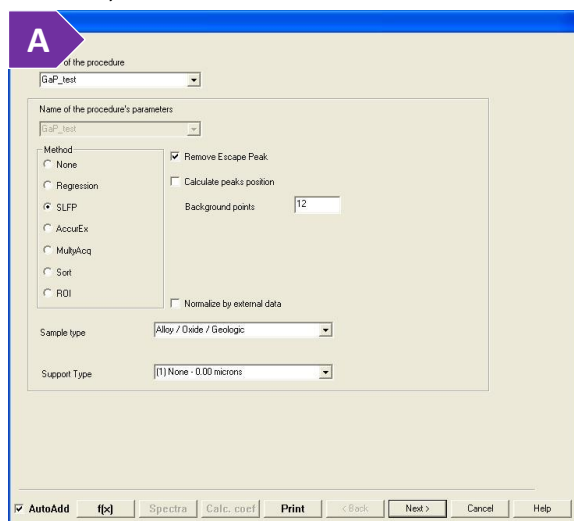 A
of the procedure
GaP_test
Name of the procedure's parameters
GaP_test
Method
None
Remove Escape Peak
Regression
Calculate peaks position
SLFP
Background points 12
AccurEx
MultyAcq
Sort
ROI
Normalize by external data
Sample type Alloy / Oxide / Geologic
Support Type (1) None - 0.00 microns
AutoAdd f(x) Spectra Calc. coef Print < Back Next > Cancel Help